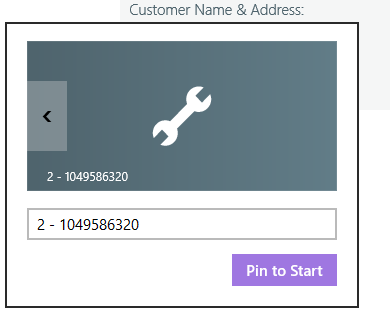 Customer Name & Address:
2 - 1049586320
2 - 1049586320
Pin to Start